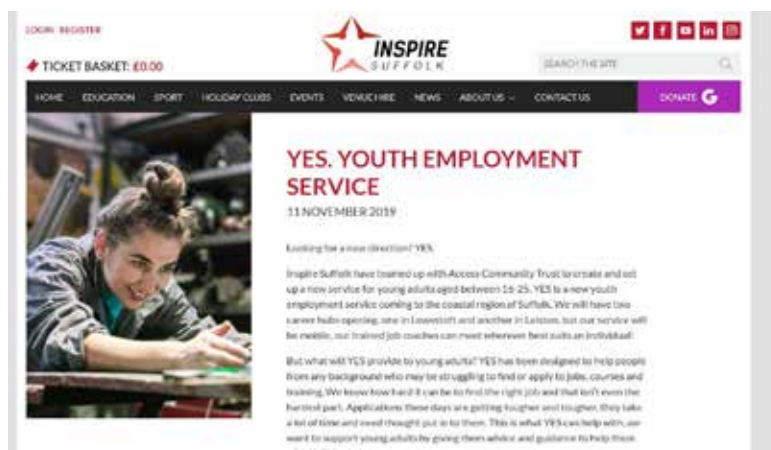 LOGIN REGISTER
INSPIRE
SUFFOLK
TICKET BASKET: £0.00
SEARCH THE SITE
HOME EDUCATION SPORT HOLIDAY CLUBS EVENTS VENUE HIRE NEWS ABOUT US CONTACT US DONATE
YES. YOUTH EMPLOYMENT
SERVICE
11 NOVEMBER 2019
Looking for a new direction? YES.
Inspire Suffolk have teamed up with Access Community Trust to create and set
up a new service for young adults aged between 16-25. YES is a new youth
employment service coming to the coastal region of Suffolk. We will have two
career hubs opening, one in Lowestoft and another in Leiston, but our service will
be mobile, our trained job coaches can meet wherever best suits an individual!
But what will YES provide to young adults? YES has been designed to help people
from any background who may be struggling to find or apply to jobs, courses and
training. We know how hard it can be to find the right job and that isn't even the
hardest part. Applications these days are getting tougher and tougher, they take
a lot of time and need thought put in to them. This is what YES can help with, we
want to support young adults by giving them advice and guidance to help them